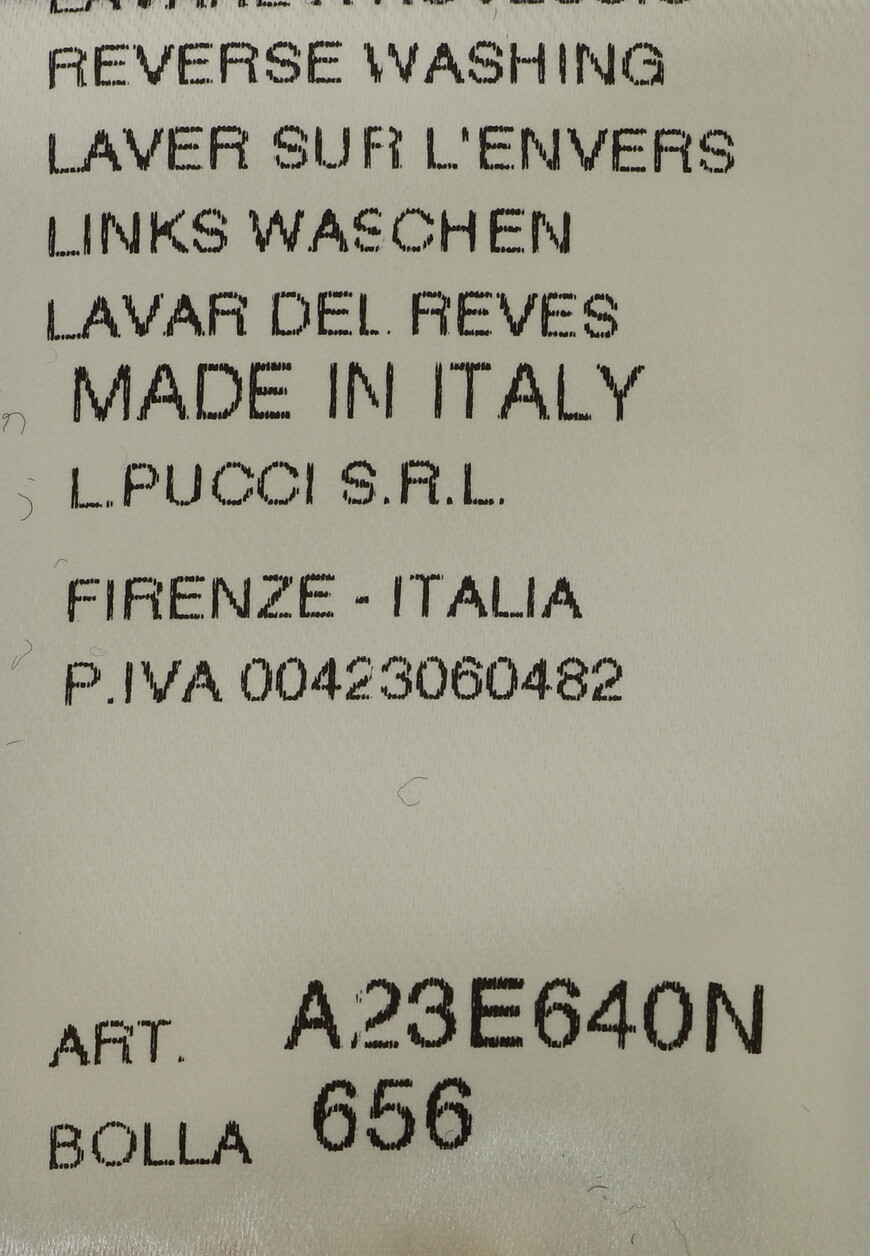 REVERSE WASHING
LAVER SUR L'ENVERS
LINKS WASCHEN
LAVAR DEL REVES
MADE IN ITALY
L.PUCCI S.R.L.
FIRENZE - ITALIA
P.IVA 00423060482
ART. A23E640N
BOLLA 656